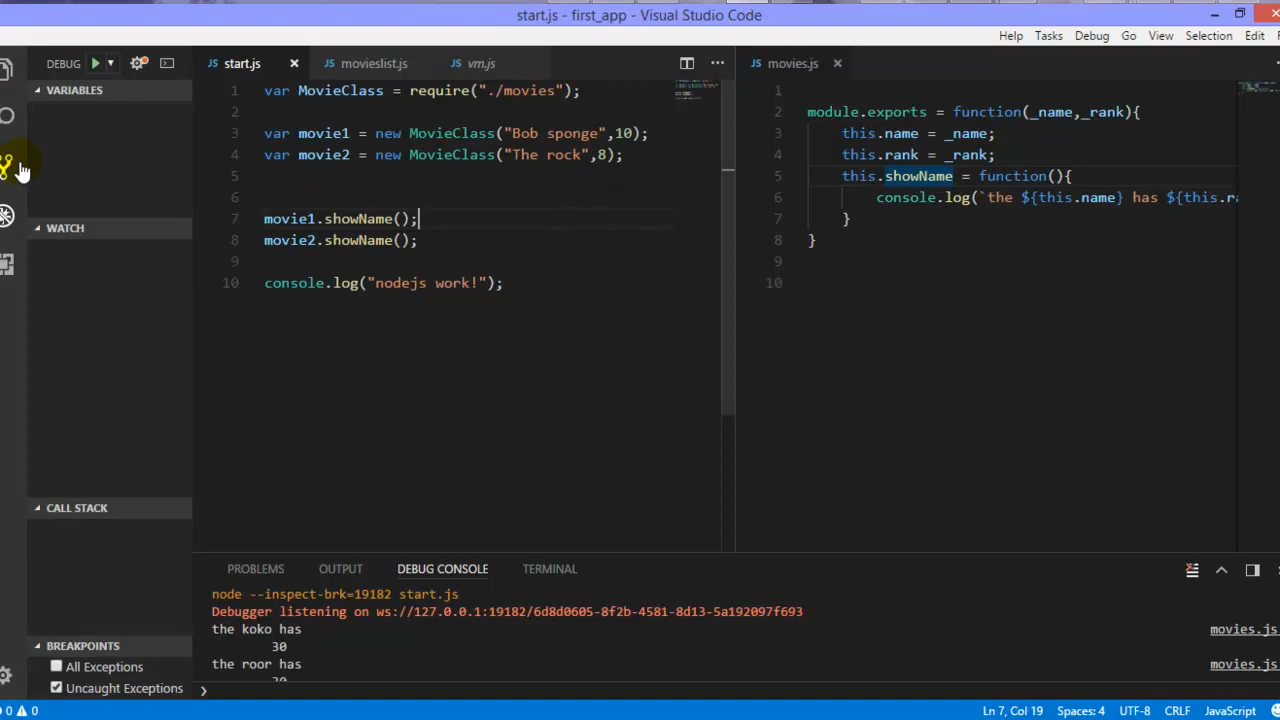 start.js - first_app - Visual Studio Code
Help Tasks Debug Go View Selection Edit
DEBUG
VARIABLES
WATCH
CALL STACK
BREAKPOINTS
All Exceptions
Uncaught Exceptions
JS start.js
JS movieslist.js
JS vm.js
1 var MovieClass = require("./movies");
2
3 var movie1 = new MovieClass("Bob sponge",10);
4 var movie2 = new MovieClass("The rock",8);
5
6
7 movie1.showName();
8 movie2.showName();
9
10 console.log("nodejs work!");
JS movies.js
1
2 module.exports = function(_name,_rank){
3 this.name = _name;
4 this.rank = _rank;
5 this.showName = function(){
6 console.log(`the ${this.name} has ${this.ra
7 }
8 }
9
10
PROBLEMS OUTPUT DEBUG CONSOLE TERMINAL
node --inspect-brk=19182 start.js
Debugger listening on ws://127.0.0.1:19182/6d8d0605-8f2b-4581-8d13-5a192097f693
the koko has movies.js
30
the roor has movies.js
0 0 Ln 7, Col 19 Spaces: 4 UTF-8 CRLF JavaScript